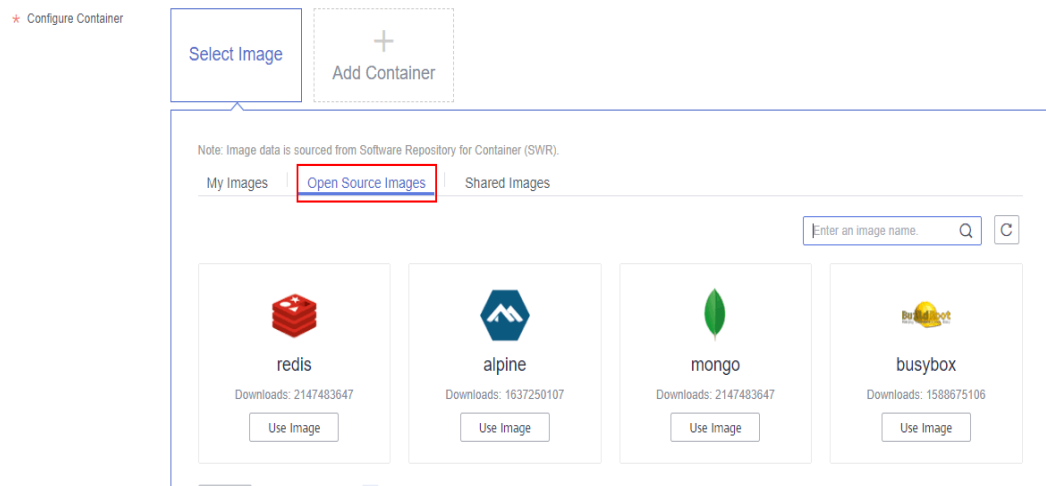 * Configure Container
Select Image
+
Add Container
Note: Image data is sourced from Software Repository for Container (SWR).
My Images Open Source Images Shared Images
Enter an image name.
redis alpine mongo busybox
Downloads: 2147483647 Downloads: 1637250107 Downloads: 2147483647 Downloads: 1588675106
Use Image Use Image Use Image Use Image